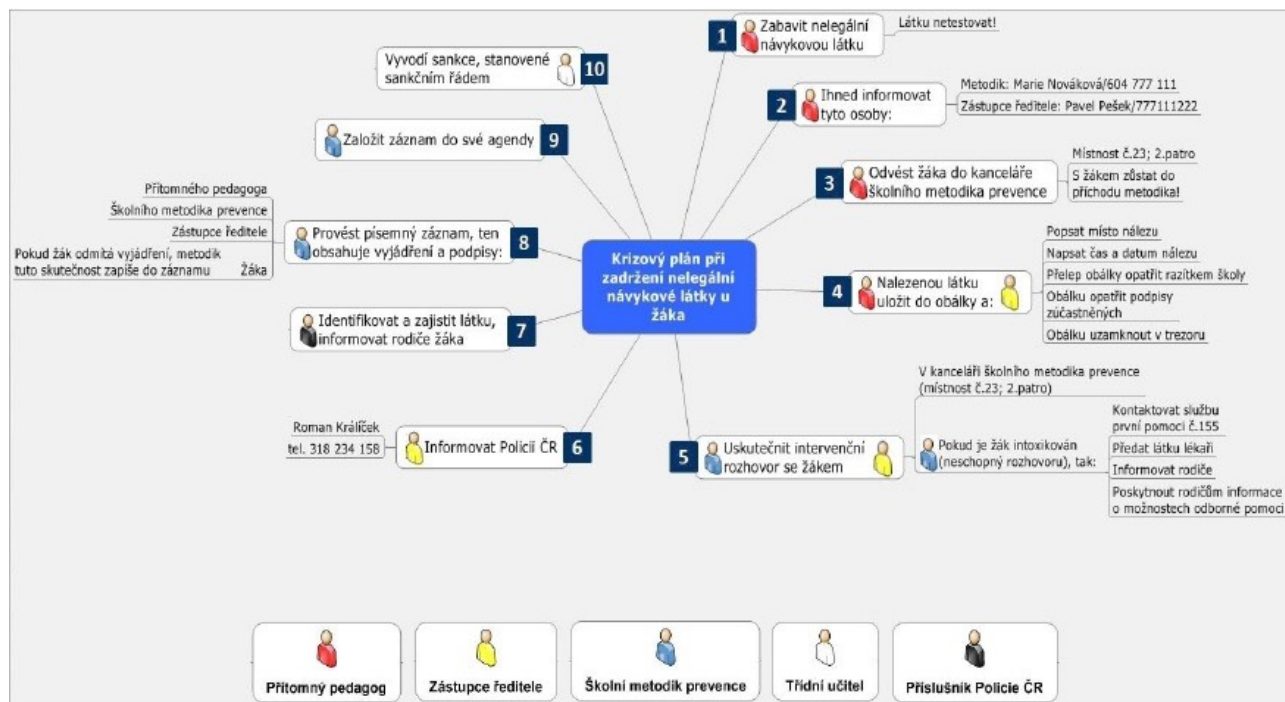 Krizový plán při
zadržení nelegální
návykové látky u
žáka
1
Zabavit nelegální
návykovou látku
Látku netestovat!
2
Ihned informovat
tyto osoby:
Metodik: Marie Nováková/604 777 111
Zástupce ředitele: Pavel Pešek/777111222
3
Odvést žáka do kanceláře
školního metodika prevence
Místnost č.23; 2.patro
S žákem zůstat do
příchodu metodika!
4
Nalezenou látku
uložit do obálky a:
Popsat místo nálezu
Napsat čas a datum nálezu
Přelep obálky opatřit razítkem školy
Obálku opatřit podpisy
zúčastněných
Obálku uzamknout v trezoru
5
Uskutečnit intervenční
rozhovor se žákem
V kanceláři školního metodika prevence
(místnost č.23; 2.patro)
Pokud je žák intoxikován
(neschopný rozhovoru), tak:
Kontaktovat službu
první pomoci č.155
Předat látku lékaři
Informovat rodiče
Poskytnout rodičům informace
o možnostech odborné pomoci
6
Informovat Policii ČR
Roman Králíček
tel. 318 234 158
7
Identifikovat a zajistit látku,
informovat rodiče žáka
8
Provést písemný záznam, ten
obsahuje vyjádření a podpisy:
Přítomného pedagoga
Školního metodika prevence
Zástupce ředitele
Žáka
Pokud žák odmítá vyjádření, metodik
tuto skutečnost zapíše do záznamu
9
Založit záznam do své agendy
10
Vyvodí sankce, stanovené
sankčním řádem
Přítomný pedagog
Zástupce ředitele
Školní metodik prevence
Třídní učitel
Příslušník Policie ČR